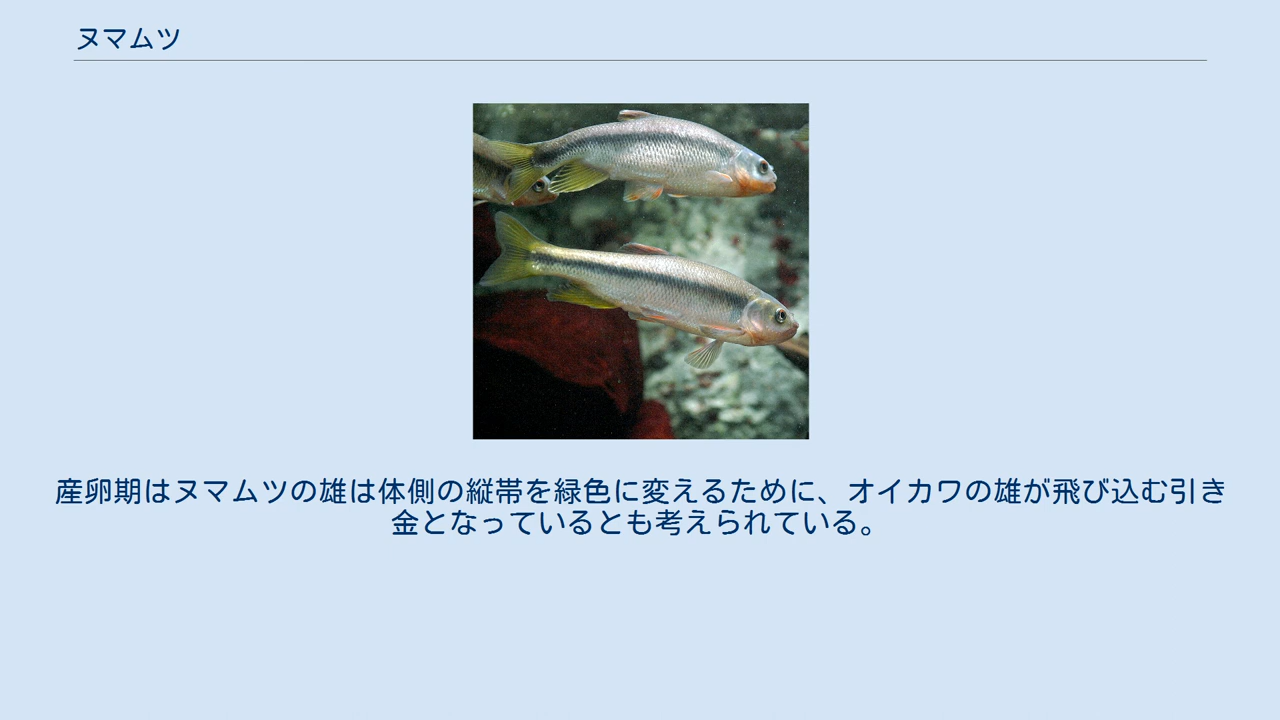 ヌマムツ
産卵期はヌマムツの雄は体側の縦帯を緑色に変えるために、オイカワの雄が飛び込む引き
金となっているとも考えられている。